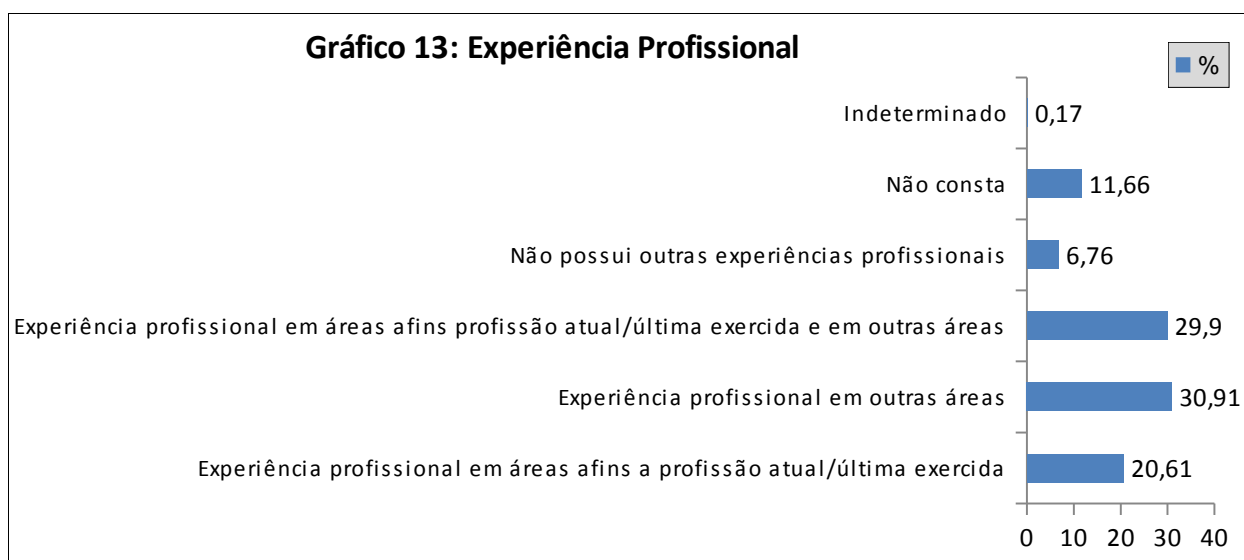 Gráfico 13: Experiência Profissional
%
Indeterminado 0,17
Não consta 11,66
Não possui outras experiências profissionais 6,76
Experiência profissional em áreas afins profissão atual/última exercida e em outras áreas 29,9
Experiência profissional em outras áreas 30,91
Experiência profissional em áreas afins a profissão atual/última exercida 20,61
0 10 20 30 40